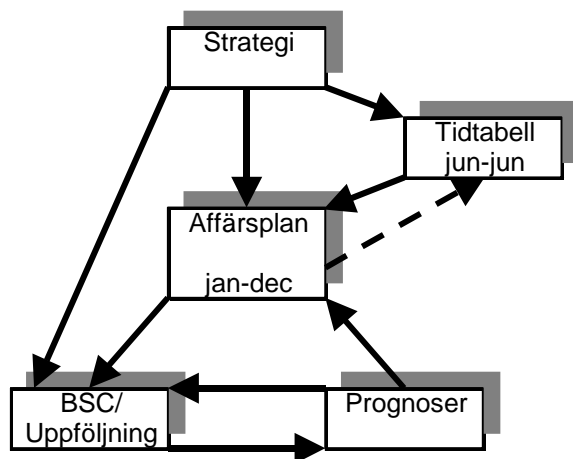 Strategi
Tidtabell
jun-jun
Affärsplan
jan-dec
BSC/
Uppföljning
Prognoser